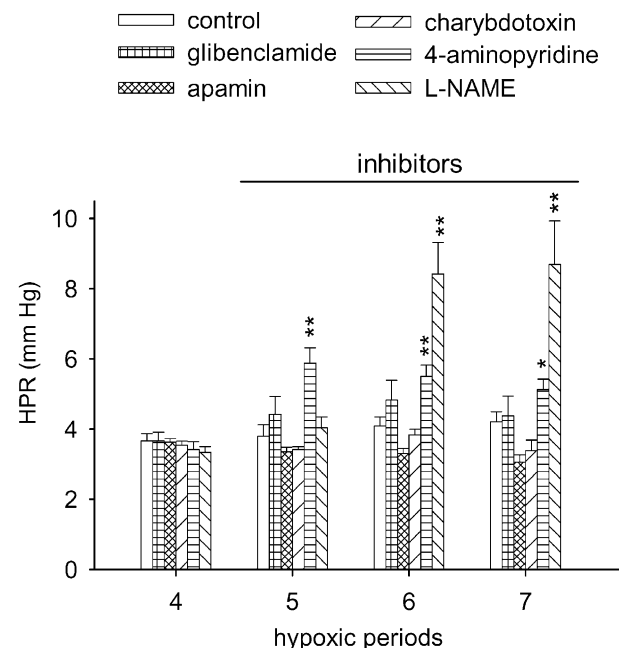 control
glibenclamide
apamin
charybdotoxin
4-aminopyridine
L-NAME
inhibitors
HPR (mm Hg)
10
8
6
4
2
0
**
**
**
*
**
4
5
6
7
hypoxic periods